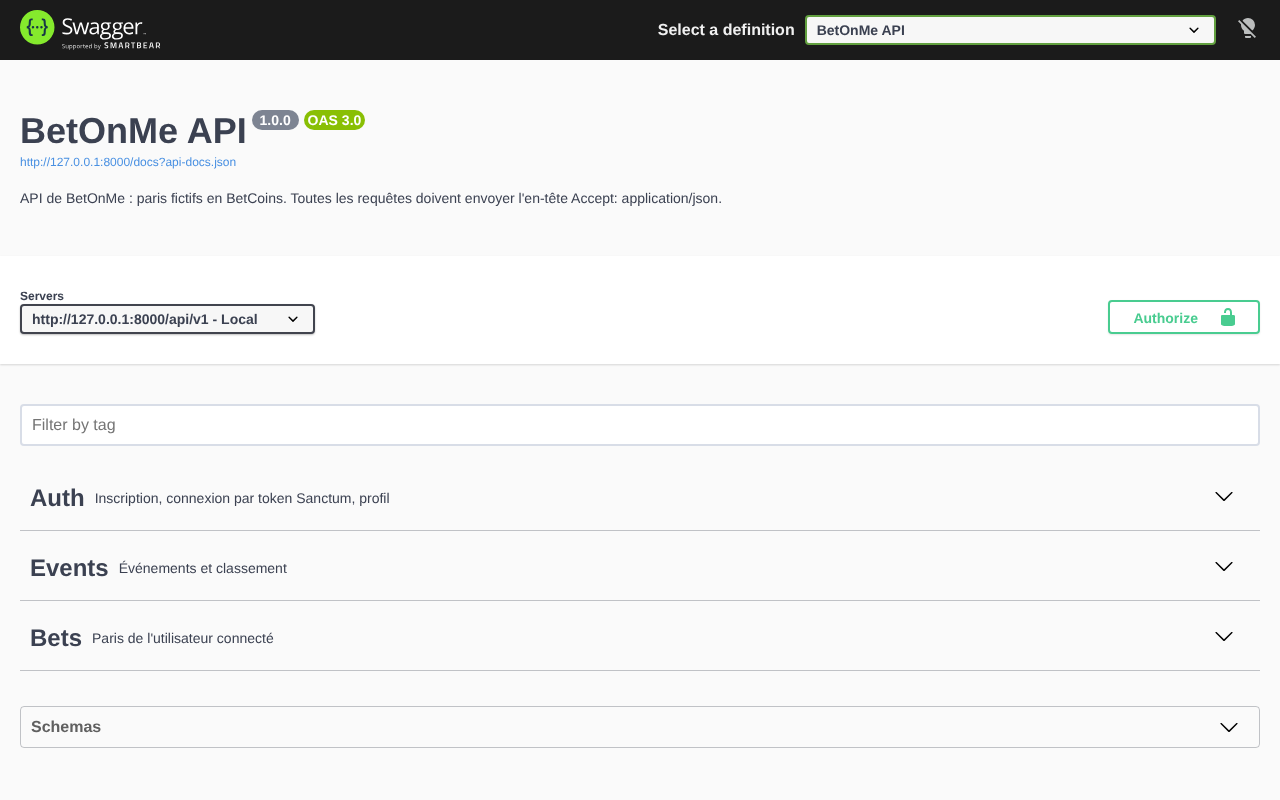 Swagger
Supported by SMARTBEAR
Select a definition
BetOnMe API
BetOnMe API 1.0.0 OAS 3.0
http://127.0.0.1:8000/docs?api-docs.json
API de BetOnMe : paris fictifs en BetCoins. Toutes les requêtes doivent envoyer l'en-tête Accept: application/json.
Servers
http://127.0.0.1:8000/api/v1 - Local
Authorize
Filter by tag
Auth Inscription, connexion par token Sanctum, profil
Events Événements et classement
Bets Paris de l'utilisateur connecté
Schemas